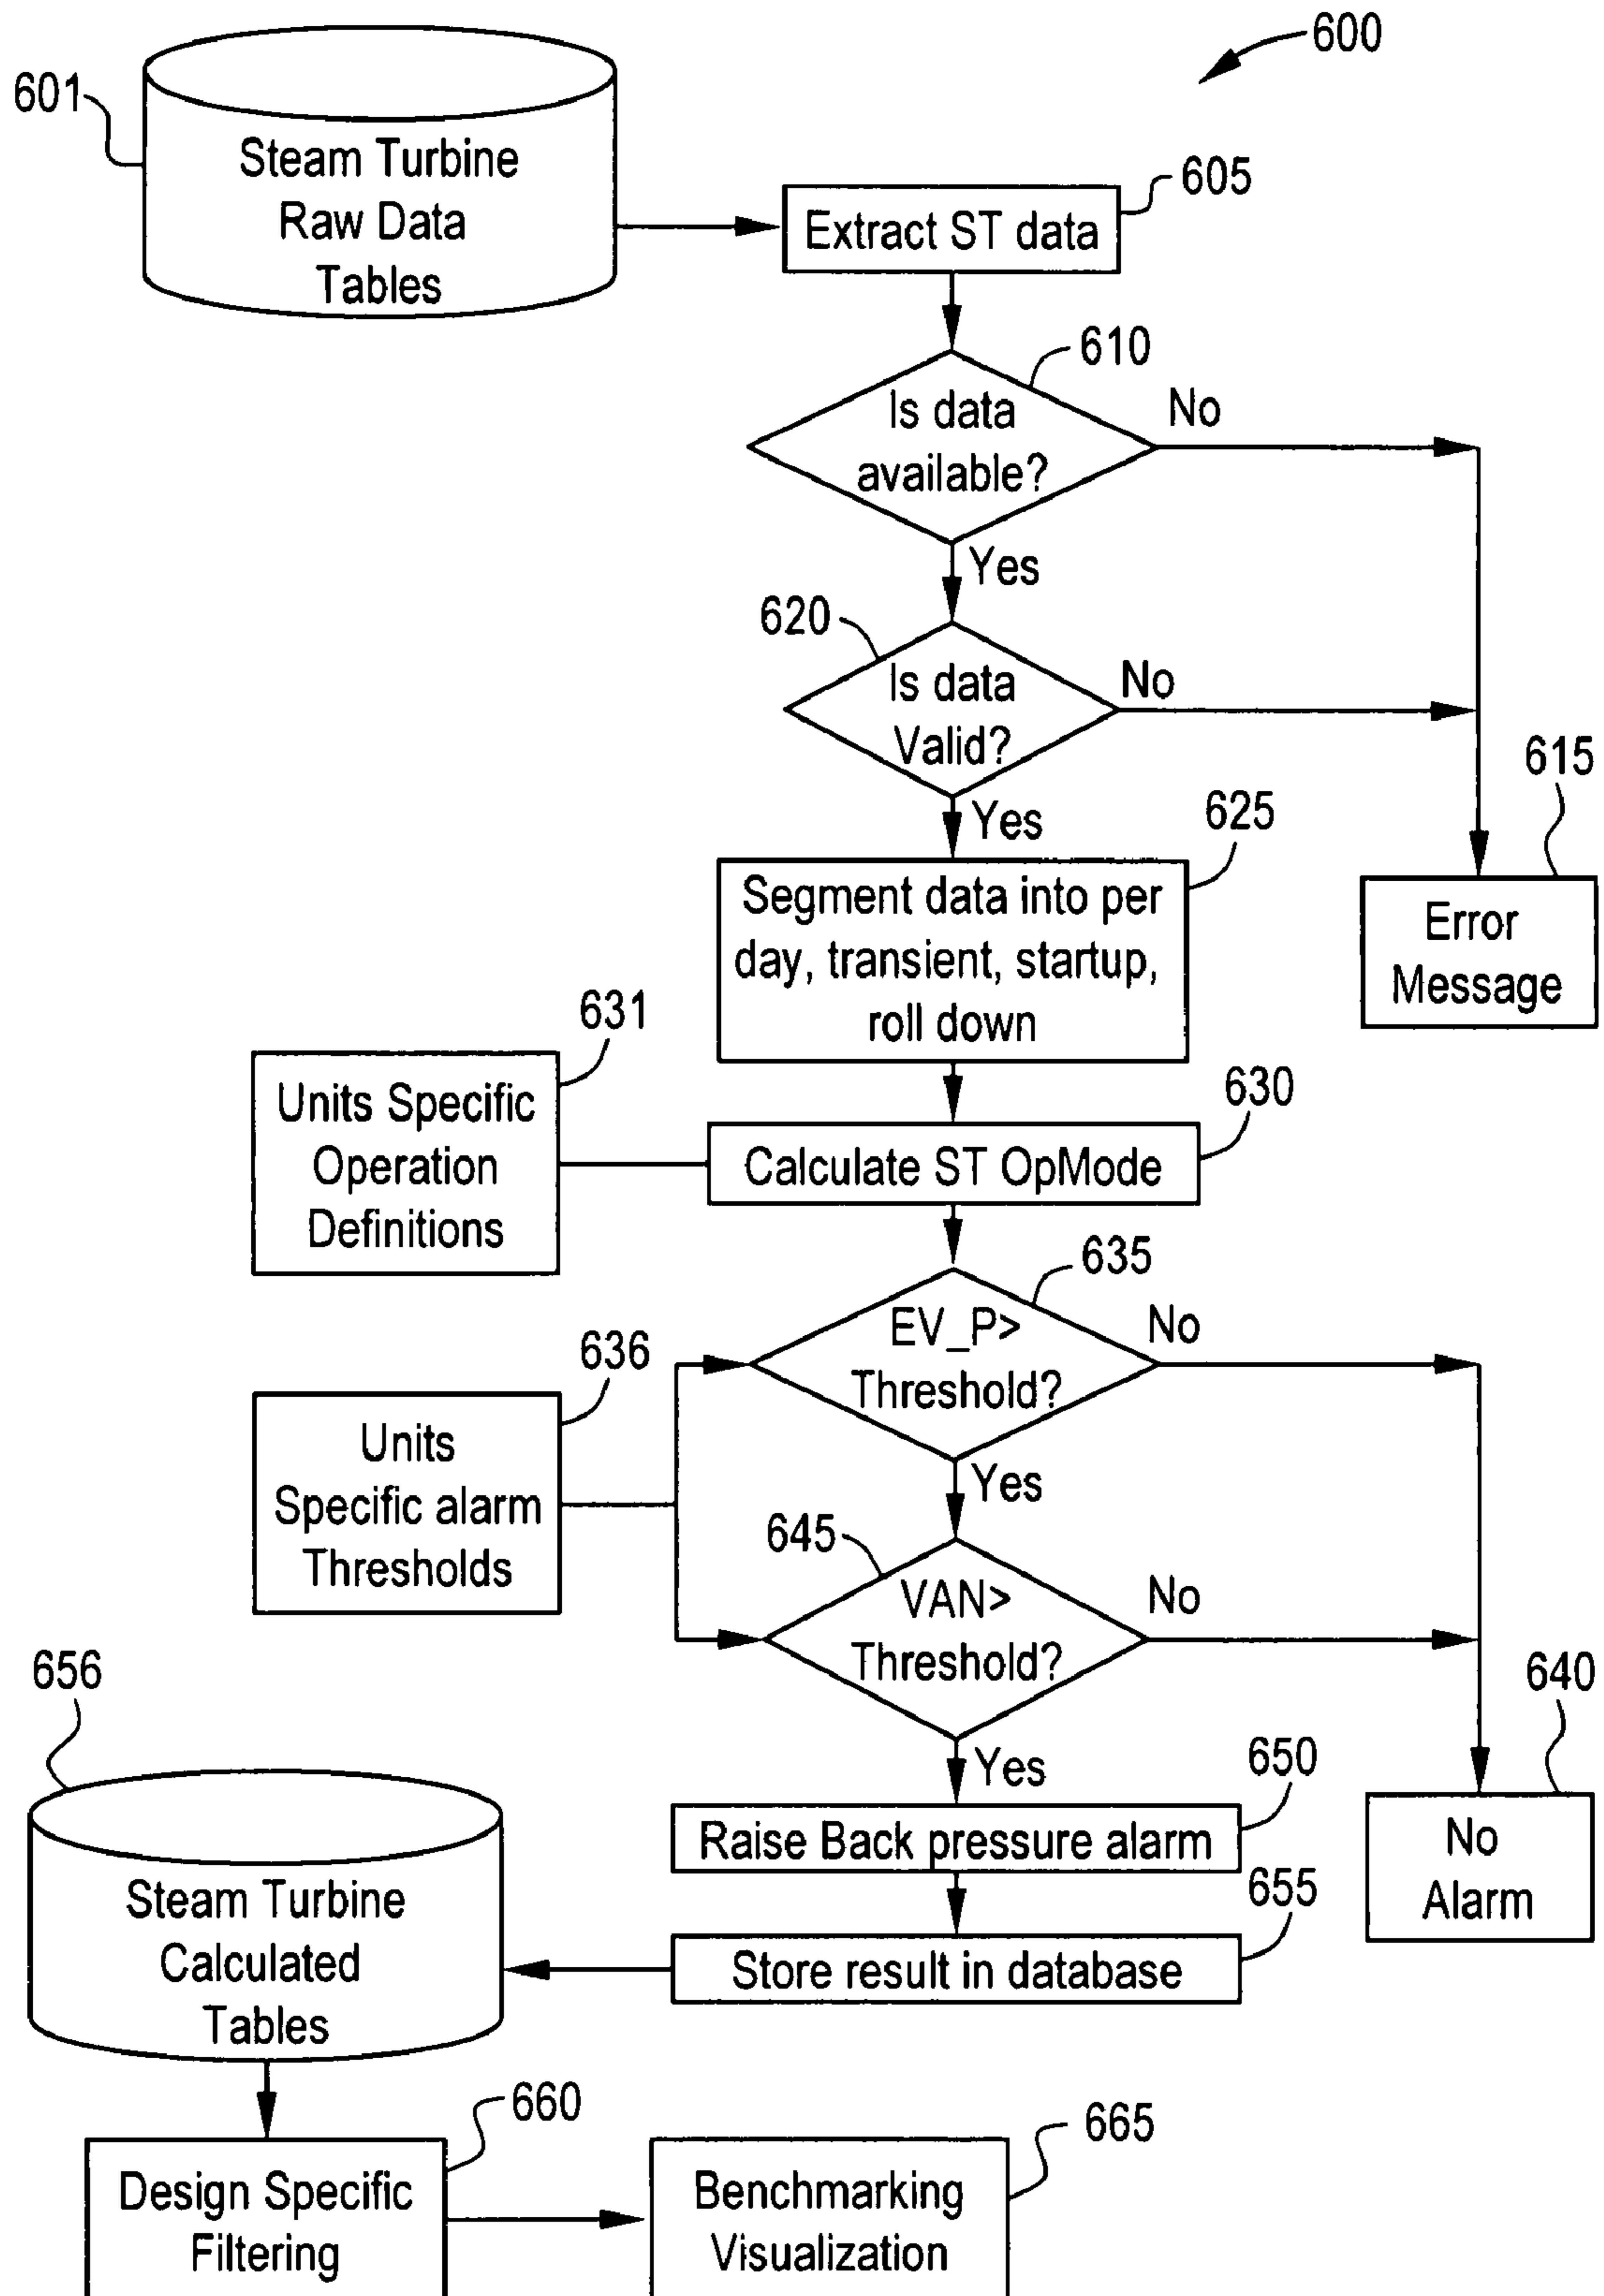 600
601
Steam Turbine
Raw Data
Tables
605
Extract ST data
610
Is data
available?
No
Yes
620
Is data
Valid?
No
Yes
615
Error
Message
625
Segment data into per
day, transient, startup,
roll down
631
Units Specific
Operation
Definitions
630
Calculate ST OpMode
635
EV_P>
Threshold?
No
Yes
636
Units
Specific alarm
Thresholds
645
VAN>
Threshold?
No
Yes
640
No
Alarm
650
Raise Back pressure alarm
655
Store result in database
656
Steam Turbine
Calculated
Tables
660
Design Specific
Filtering
665
Benchmarking
Visualization